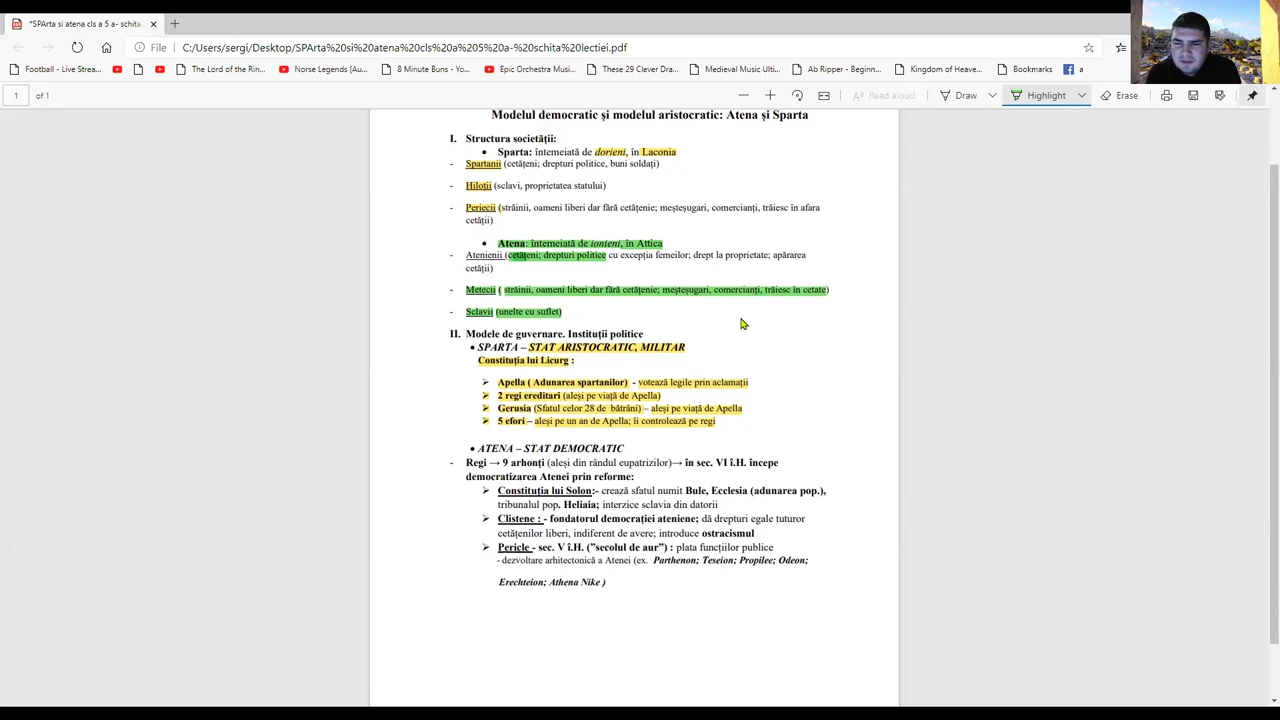 *SPArta si atena cls a 5 a- schita
File C:/Users/sergi/Desktop/SPArta%20si%20atena%20cls%20a%205%20a-%20schita%20lectiei.pdf
Football - Live Strea... The Lord of the Rin... Norse Legends [Au... 8 Minute Buns - Yo... Epic Orchestra Musi... These 29 Clever Dra... Medieval Music Ulti... Ab Ripper - Beginn... Kingdom of Heave... Bookmarks a
1 of 1 Read aloud Draw Highlight Erase
Modelul democratic și modelul aristocratic: Atena și Sparta
I. Structura societății:
• Sparta: întemeiată de dorieni, în Laconia
- Spartanii (cetățeni; drepturi politice, buni soldați)
- Hiloții (sclavi, proprietatea statului)
- Periecii (străinii, oameni liberi dar fără cetățenie; meșteșugari, comercianți, trăiesc în afara
cetății)
• Atena: întemeiată de ionieni, în Attica
- Atenienii (cetățeni; drepturi politice cu excepția femeilor; drept la proprietate; apărarea
cetății)
- Metecii ( străinii, oameni liberi dar fără cetățenie; meșteșugari, comercianți, trăiesc în cetate)
- Sclavii (unelte cu suflet)
II. Modele de guvernare. Instituții politice
• SPARTA – STAT ARISTOCRATIC, MILITAR
Constituția lui Licurg :
➢ Apella ( Adunarea spartanilor) - votează legile prin aclamații
➢ 2 regi ereditari (aleși pe viață de Apella)
➢ Gerusia (Sfatul celor 28 de bătrâni) – aleși pe viață de Apella
➢ 5 efori – aleși pe un an de Apella; îi controlează pe regi
• ATENA – STAT DEMOCRATIC
- Regi → 9 arhonți (aleși din rândul eupatrizilor)→ în sec. VI î.H. începe
democratizarea Atenei prin reforme:
➢ Constituția lui Solon:- crează sfatul numit Bule, Ecclesia (adunarea pop.),
tribunalul pop. Heliaia; interzice sclavia din datorii
➢ Clistene : - fondatorul democrației ateniene; dă drepturi egale tuturor
cetățenilor liberi, indiferent de avere; introduce ostracismul
➢ Pericle - sec. V î.H. (”secolul de aur”) : plata funcțiilor publice
- dezvoltare arhitectonică a Atenei (ex. Parthenon; Teseion; Propilee; Odeon;
Erechteion; Athena Nike )